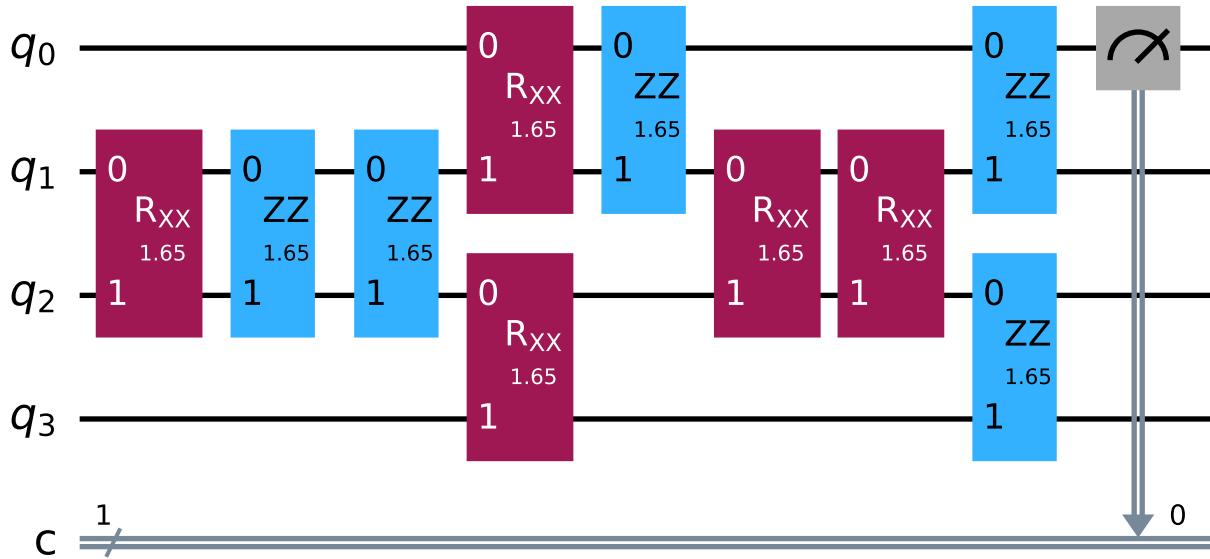 q0 0 0 0
RXX ZZ ZZ
1.65 1.65 1.65
q1 0 0 0 1 1 0 0 1
RXX ZZ ZZ RXX RXX
1.65 1.65 1.65 1.65 1.65
q2 1 1 1 0 1 1 0
RXX ZZ
1.65 1.65
q3 1 1
1 0
c